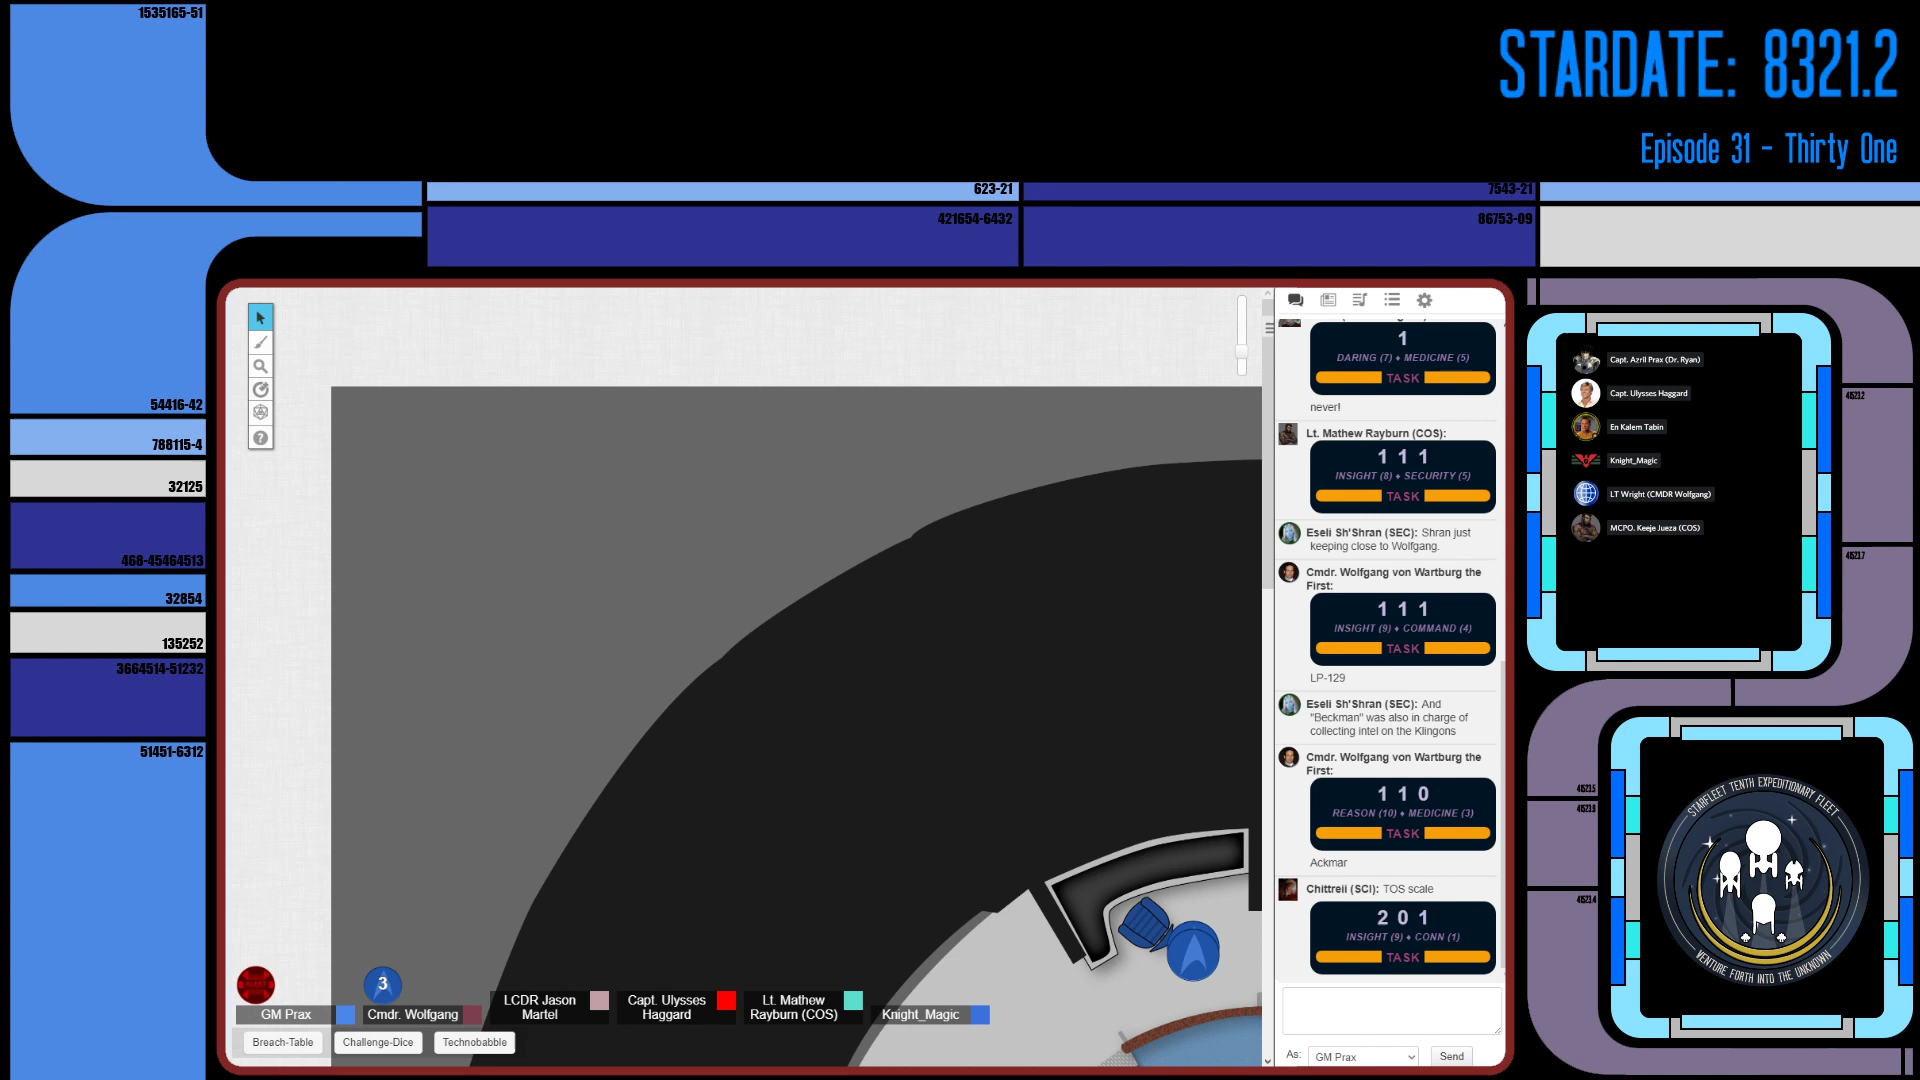 1535165-51
STARDATE: 8321.2
Episode 31 - Thirty One
623-21
7543-21
421654-6432
86753-09
54416-42
788115-4
32125
468-45464513
32854
135252
3664514-51232
51451-6312
1
DARING (7) ♦ MEDICINE (5)
TASK
never!
Lt. Mathew Rayburn (COS):
1 1 1
INSIGHT (8) ♦ SECURITY (5)
TASK
Eseli Sh'Shran (SEC): Shran just
keeping close to Wolfgang.
Cmdr. Wolfgang von Wartburg the
First:
1 1 1
INSIGHT (9) ♦ COMMAND (4)
TASK
LP-129
Eseli Sh'Shran (SEC): And
"Beckman" was also in charge of
collecting intel on the Klingons
Cmdr. Wolfgang von Wartburg the
First:
1 1 0
REASON (10) ♦ MEDICINE (3)
TASK
Ackmar
Chittreii (SCI): TOS scale
2 0 1
INSIGHT (9) ♦ CONN (1)
TASK
As:
GM Prax
Send
3
GM Prax
Cmdr. Wolfgang
LCDR Jason
Martel
Capt. Ulysses
Haggard
Lt. Mathew
Rayburn (COS)
Knight_Magic
Breach-Table
Challenge-Dice
Technobabble
Capt. Azril Prax (Dr. Ryan)
Capt. Ulysses Haggard
En Kalem Tabin
Knight_Magic
LT Wright (CMDR Wolfgang)
MCPO. Keeje Jueza (COS)
STARFLEET TENTH EXPEDITIONARY FLEET
VENTURE FORTH INTO THE UNKNOWN